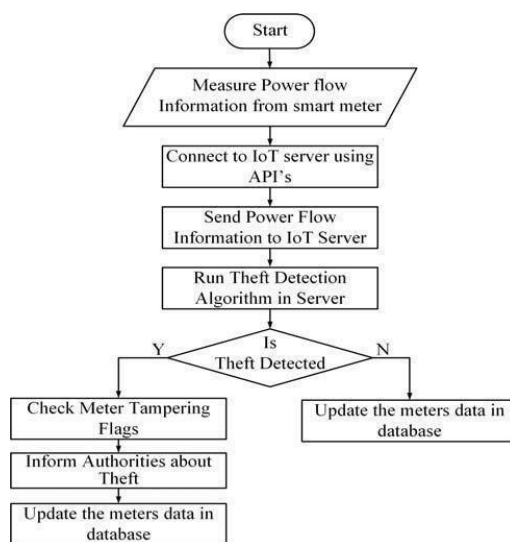 Start
Measure Power flow
Information from smart meter
Connect to IoT server using
API's
Send Power Flow
Information to IoT Server
Run Theft Detection
Algorithm in Server
Is
Theft Detected
Y
N
Check Meter Tampering
Flags
Inform Authorities about
Theft
Update the meters data in
database
Update the meters data in
database